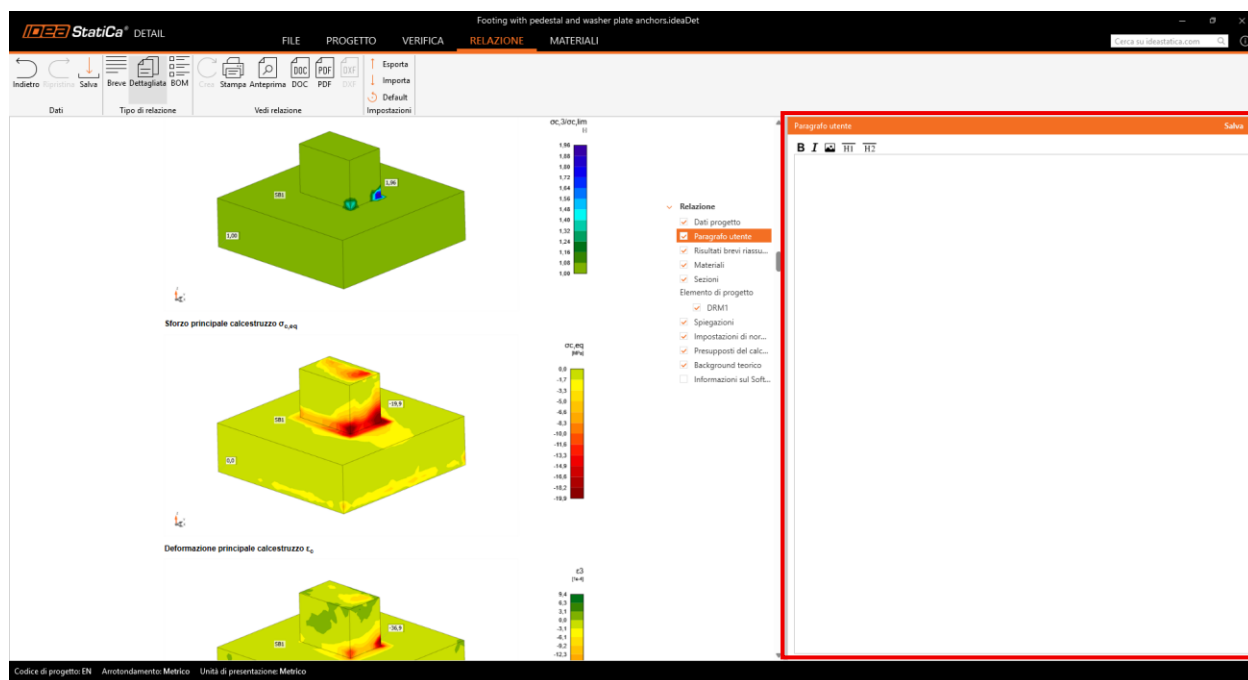 Footing with pedestal and washer plate anchors.ideaDet
IDEA StatiCa® DETAIL
FILE PROGETTO VERIFICA RELAZIONE MATERIALI
Cerca su ideastatica.com
Indietro Ripristina Salva Breve Dettagliata BOM Crea Stampa Anteprima DOC PDF DXF
DOC PDF DXF
Esporta
Importa
Default
Dati Tipo di relazione Vedi relazione Impostazioni
σc,3/σc,lim
[-]
1,96
1,88
1,80
1,72
1,64
1,56
1,48
1,40
1,32
1,24
1,16
1,08
1,00
1,96
SB1
1,00
Sforzo principale calcestruzzo σc,eq
σc,eq
[MPa]
0,0
-1,7
-3,3
-5,0
-6,6
-8,3
-10,0
-11,6
-13,3
-14,9
-16,6
-18,2
-19,9
-19,9
SB1
0,0
Deformazione principale calcestruzzo εc
ε3
[1e-4]
9,4
6,3
3,1
0,0
-3,1
-6,1
-9,2
-12,3
-36,9
SB1
Relazione
Dati progetto
Paragrafo utente
Risultati brevi riassu...
Materiali
Sezioni
Elemento di progetto
DRM1
Spiegazioni
Impostazioni di nor...
Presupposti del calc...
Background teorico
Informazioni sul Soft...
Paragrafo utente Salva
B I H1 H2
Codice di progetto: EN Arrotondamento: Metrico Unità di presentazione: Metrico